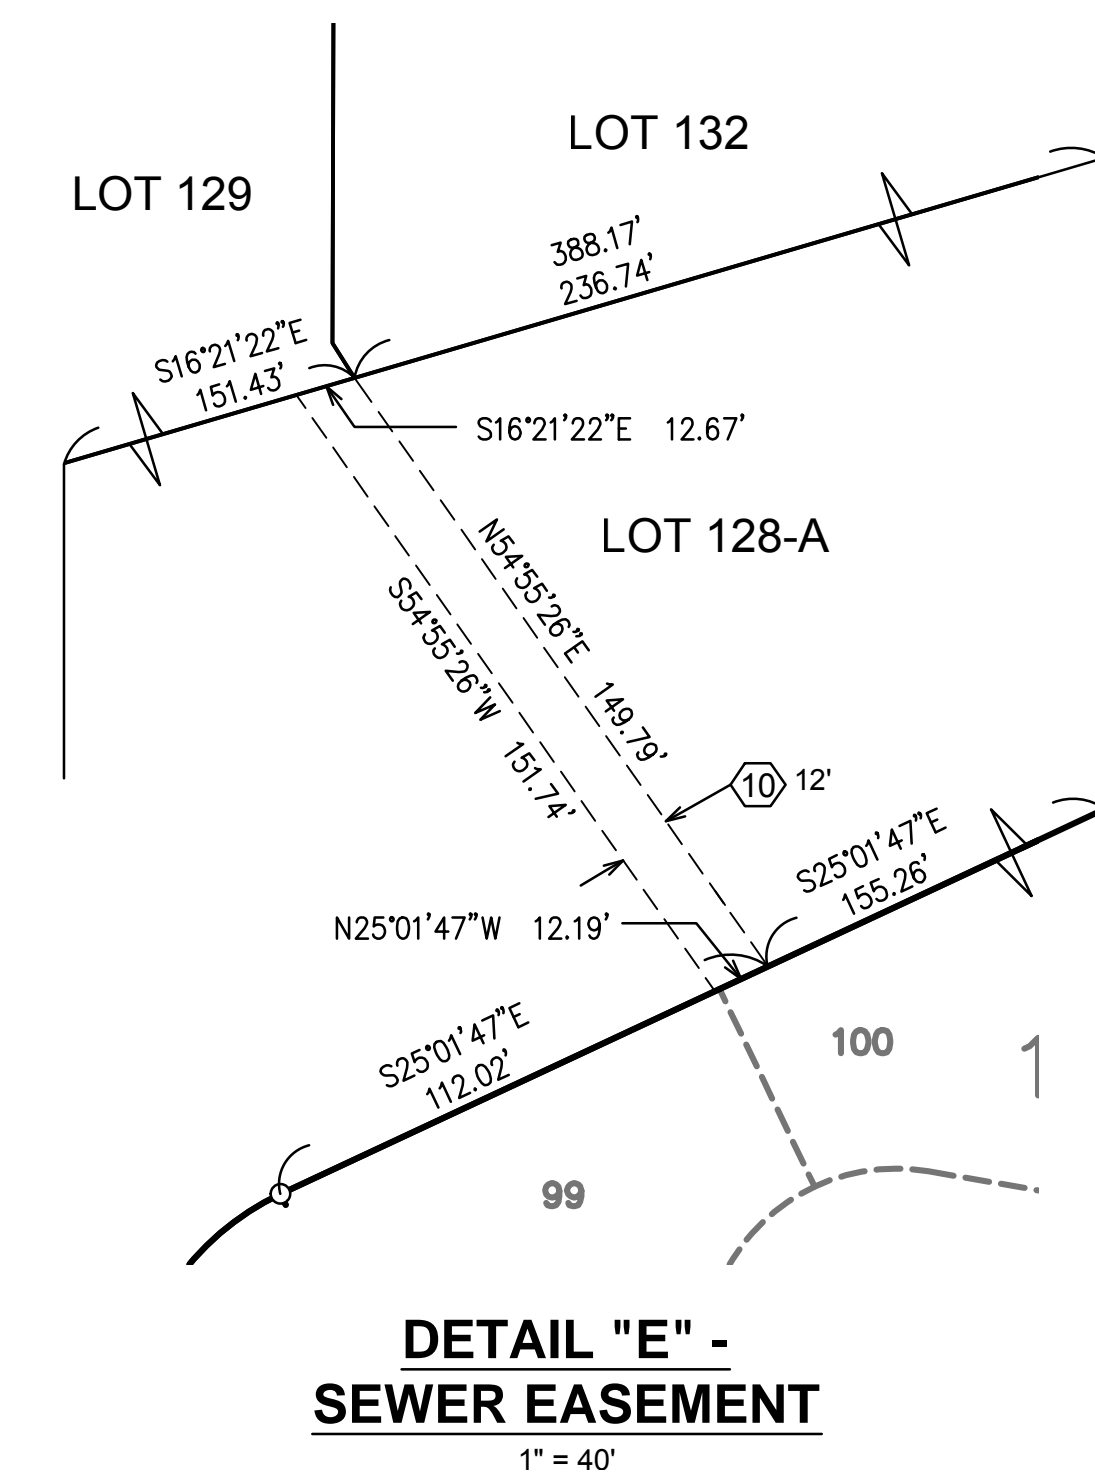 LOT 132
LOT 129
388.17'
236.74'
S16°21'22"E
151.43'
S16°21'22"E 12.67'
LOT 128-A
N54°55'26"E 149.79'
S54°55'26"W 151.74'
10 12'
S25°01'47"E
155.26'
N25°01'47"W 12.19'
S25°01'47"E
112.02'
100
99
DETAIL "E" -
SEWER EASEMENT
1" = 40'